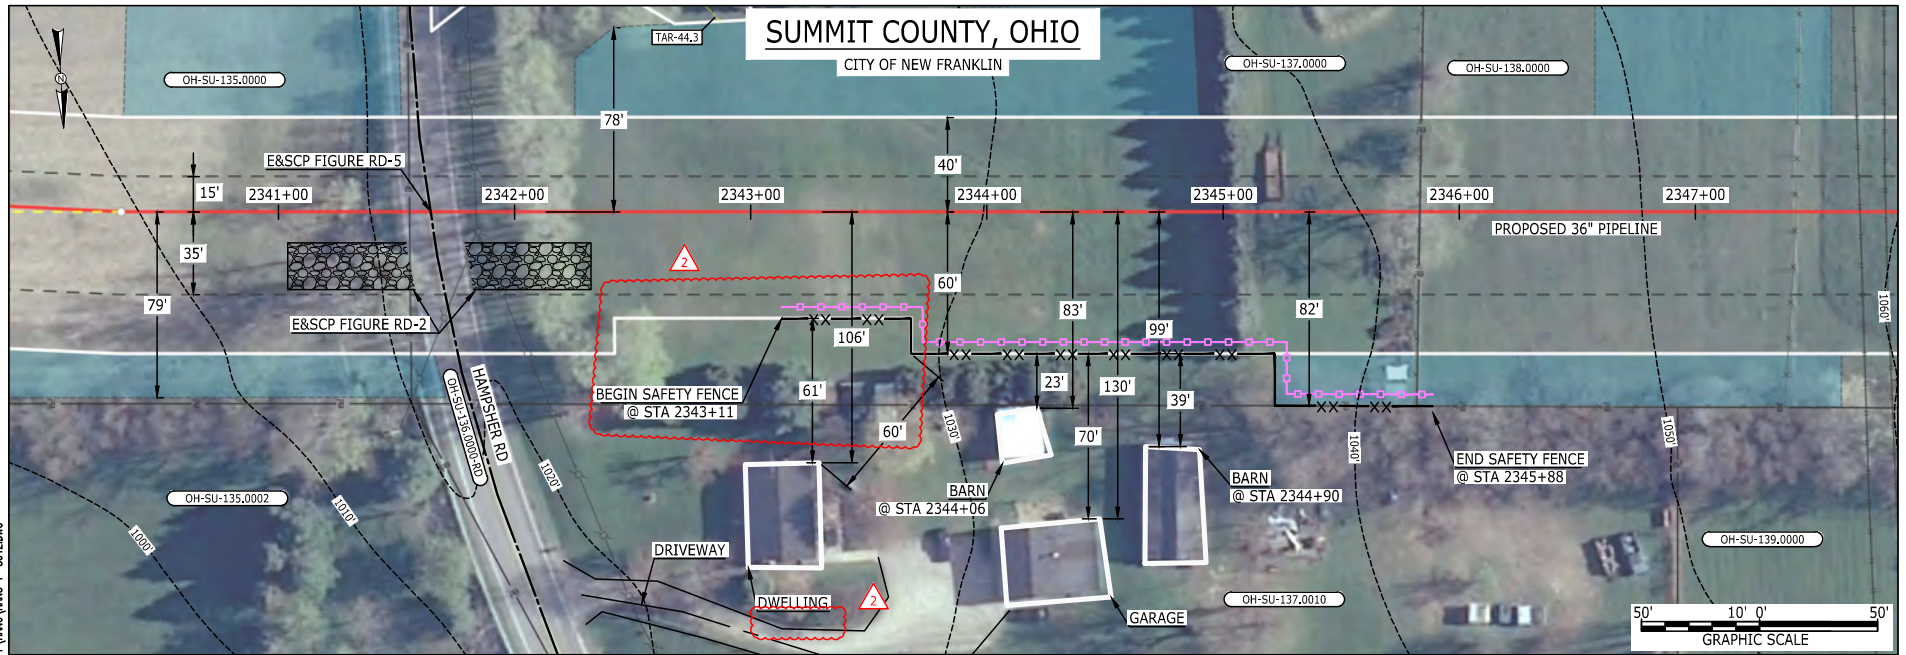 SUMMIT COUNTY, OHIO
CITY OF NEW FRANKLIN
TAR-44.3
OH-SU-135.0000
OH-SU-137.0000
OH-SU-138.0000
N
78'
40'
E&SCP FIGURE RD-5
15'
2341+00
2342+00
2343+00
2344+00
2345+00
2346+00
2347+00
PROPOSED 36" PIPELINE
35'
79'
2
60'
83'
82'
1060'
E&SCP FIGURE RD-2
106'
99'
BEGIN SAFETY FENCE
@ STA 2343+11
61'
23'
130'
39'
60'
70'
1030'
1040'
1050'
HAMPSHER RD
OH-SU-136.0000-RD
1020'
END SAFETY FENCE
@ STA 2345+88
BARN
@ STA 2344+06
BARN
@ STA 2344+90
OH-SU-135.0002
1010'
1000'
OH-SU-139.0000
DRIVEWAY
DWELLING
2
GARAGE
OH-SU-137.0010
50' 10' 0' 50'
GRAPHIC SCALE